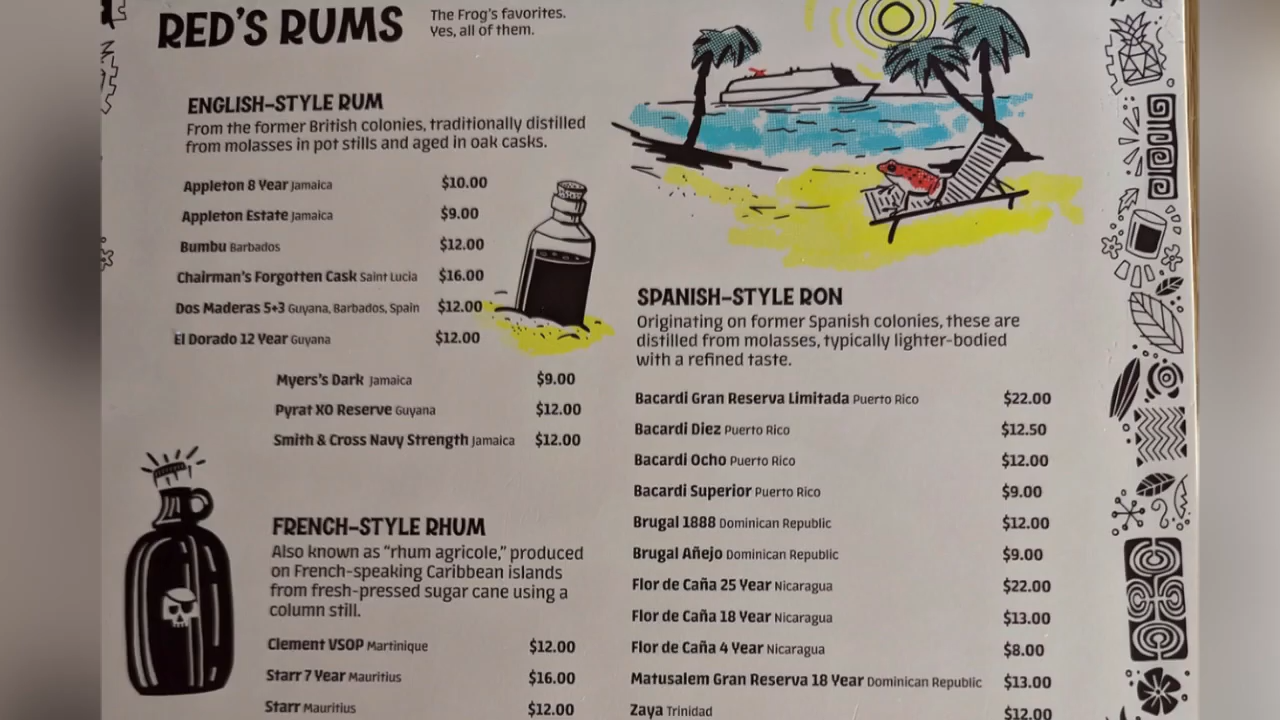 RED'S RUMS
The Frog's favorites.
Yes, all of them.
ENGLISH-STYLE RUM
From the former British colonies, traditionally distilled
from molasses in pot stills and aged in oak casks.
Appleton 8 Year Jamaica $10.00
Appleton Estate Jamaica $9.00
Bumbu Barbados $12.00
Chairman's Forgotten Cask Saint Lucia $16.00
Dos Maderas 5+3 Guyana, Barbados, Spain $12.00
El Dorado 12 Year Guyana $12.00
Myers's Dark Jamaica $9.00
Pyrat XO Reserve Guyana $12.00
Smith & Cross Navy Strength Jamaica $12.00
FRENCH-STYLE RHUM
Also known as "rhum agricole," produced
on French-speaking Caribbean islands
from fresh-pressed sugar cane using a
column still.
Clement VSOP Martinique $12.00
Starr 7 Year Mauritius $16.00
Starr Mauritius $12.00
SPANISH-STYLE RON
Originating on former Spanish colonies, these are
distilled from molasses, typically lighter-bodied
with a refined taste.
Bacardi Gran Reserva Limitada Puerto Rico $22.00
Bacardi Diez Puerto Rico $12.50
Bacardi Ocho Puerto Rico $12.00
Bacardi Superior Puerto Rico $9.00
Brugal 1888 Dominican Republic $12.00
Brugal Añejo Dominican Republic $9.00
Flor de Caña 25 Year Nicaragua $22.00
Flor de Caña 18 Year Nicaragua $13.00
Flor de Caña 4 Year Nicaragua $8.00
Matusalem Gran Reserva 18 Year Dominican Republic $13.00
Zaya Trinidad $12.00